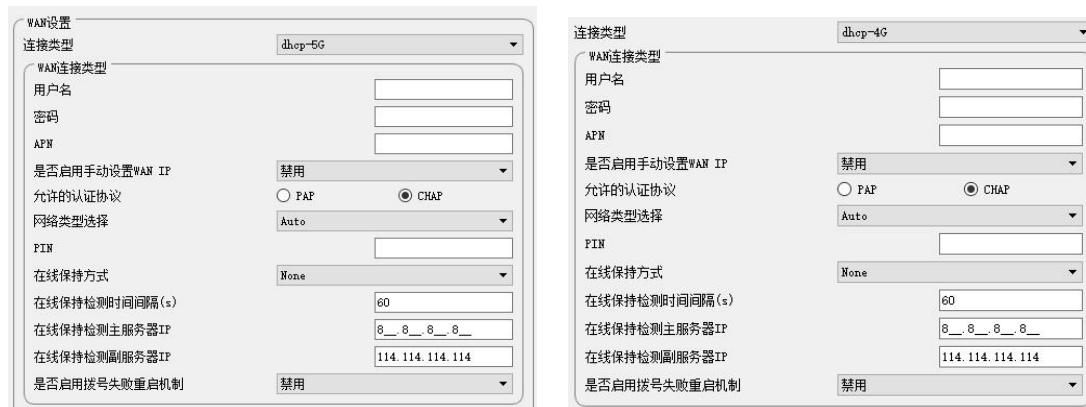 WAN设置
连接类型 dhcp-5G
WAN连接类型
用户名
密码
APN
是否启用手动设置WAN IP 禁用
允许的认证协议 PAP CHAP
网络类型选择 Auto
PIN
在线保持方式 None
在线保持检测时间间隔(s) 60
在线保持检测主服务器IP 8__.8__.8__.8__
在线保持检测副服务器IP 114.114.114.114
是否启用拨号失败重启机制 禁用
连接类型 dhcp-4G
WAN连接类型
用户名
密码
APN
是否启用手动设置WAN IP 禁用
允许的认证协议 PAP CHAP
网络类型选择 Auto
PIN
在线保持方式 None
在线保持检测时间间隔(s) 60
在线保持检测主服务器IP 8__.8__.8__.8__
在线保持检测副服务器IP 114.114.114.114
是否启用拨号失败重启机制 禁用